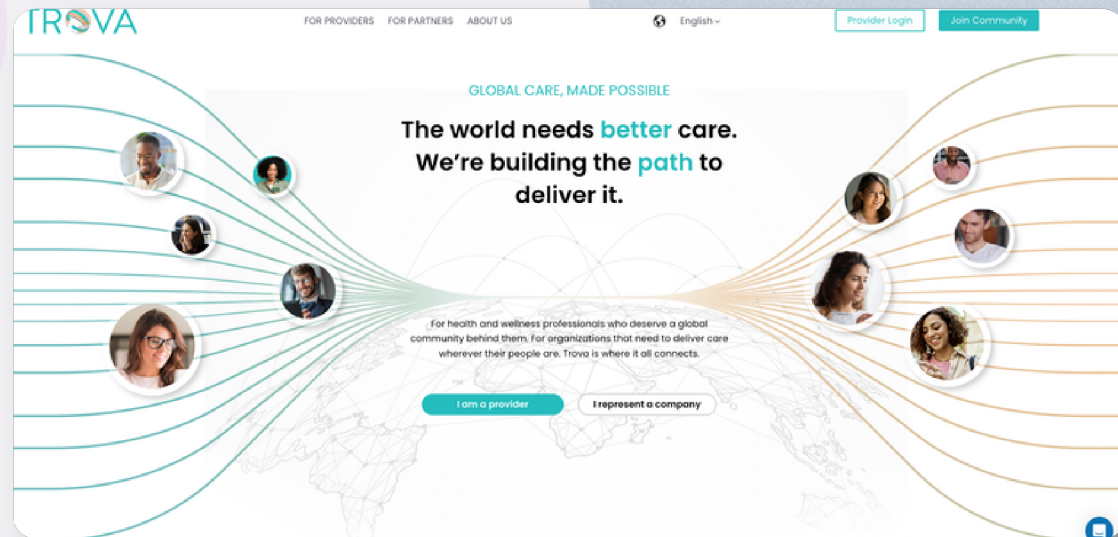 TROVA
FOR PROVIDERS FOR PARTNERS ABOUT US English Provider Login Join Community
GLOBAL CARE, MADE POSSIBLE
The world needs better care.
We’re building the path to
deliver it.
For health and wellness professionals who deserve a global
community behind them. For organizations that need to deliver care
wherever their people are. Trova is where it all connects.
I am a provider I represent a company